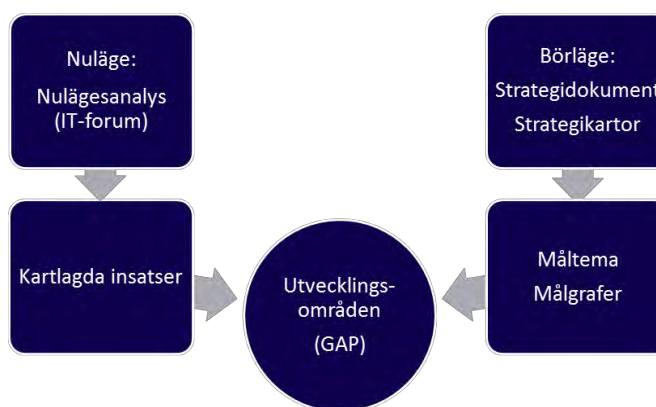 Nuläge:
Nulägesanalys
(IT-forum)
Börläge:
Strategidokument
Strategikartor
Kartlagda insatser
Utvecklings-
områden
(GAP)
Måltema
Målgrafer